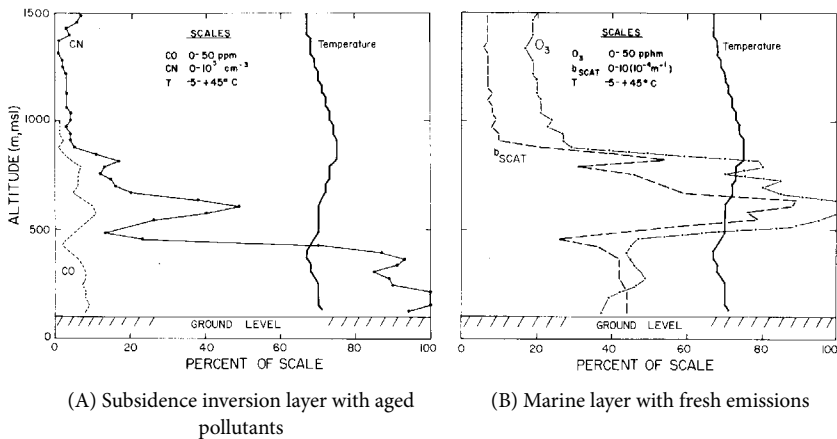 1500
1000
500
0
ALTITUDE (m,msl)
CN
SCALES
CO 0-50 ppm
CN 0-10⁵ cm⁻³
T -5-+45° C
Temperature
CO
GROUND LEVEL
0 20 40 60 80 100
PERCENT OF SCALE
(A) Subsidence inversion layer with aged
pollutants
O₃
SCALES
O₃ 0-50 pphm
bSCAT 0-10(10⁻⁴m⁻¹)
T -5-+45° C
Temperature
bSCAT
GROUND LEVEL
0 20 40 60 80 100
PERCENT OF SCALE
(B) Marine layer with fresh emissions